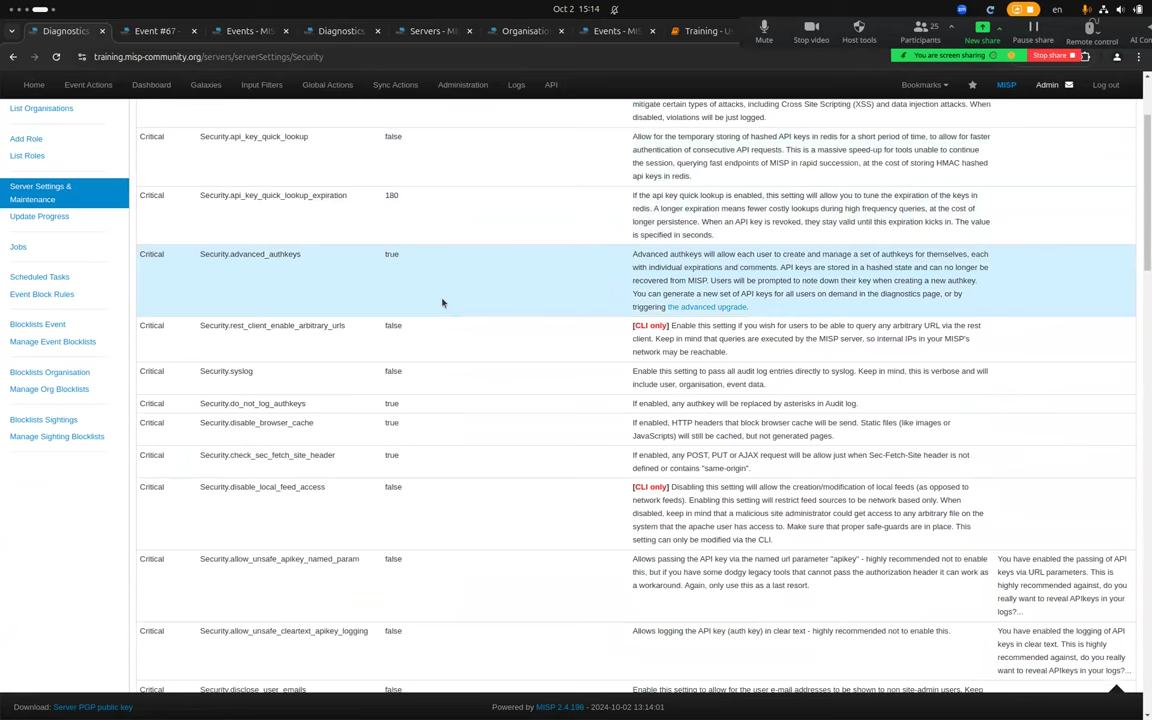 Oct 2 15:14
en
Diagnostics
Event #67 -
Events - MISP
Diagnostics
Servers - MISP
Organisation
Events - MISP
Training - U
Mute
Stop video
Host tools
Participants
25
New share
Pause share
Remote control
AI Co
You are screen sharing
Stop share
training.misp-community.org/servers/serverSettings/Security
Home
Event Actions
Dashboard
Galaxies
Input Filters
Global Actions
Sync Actions
Administration
Logs
API
Bookmarks
MISP
Admin
Log out
List Organisations
Add Role
List Roles
Server Settings &
Maintenance
Update Progress
Jobs
Scheduled Tasks
Event Block Rules
Blocklists Event
Manage Event Blocklists
Blocklists Organisation
Manage Org Blocklists
Blocklists Sightings
Manage Sighting Blocklists
mitigate certain types of attacks, including Cross Site Scripting (XSS) and data injection attacks. When
disabled, violations will be just logged.
Critical Security.api_key_quick_lookup false Allow for the temporary storing of hashed API keys in redis for a short period of time, to allow for faster
authentication of consecutive API requests. This is a massive speed-up for tools unable to continue
the session, querying fast endpoints of MISP in rapid succession, at the cost of storing HMAC hashed
api keys in redis.
Critical Security.api_key_quick_lookup_expiration 180 If the api key quick lookup is enabled, this setting will allow you to tune the expiration of the keys in
redis. A longer expiration means fewer costly lookups during high frequency queries, at the cost of
longer persistence. When an API key is revoked, they stay valid until this expiration kicks in. The value
is specified in seconds.
Critical Security.advanced_authkeys true Advanced authkeys will allow each user to create and manage a set of authkeys for themselves, each
with individual expirations and comments. API keys are stored in a hashed state and can no longer be
recovered from MISP. Users will be prompted to note down their key when creating a new authkey.
You can generate a new set of API keys for all users on demand in the diagnostics page, or by
triggering the advanced upgrade.
Critical Security.rest_client_enable_arbitrary_urls false [CLI only] Enable this setting if you wish for users to be able to query any arbitrary URL via the rest
client. Keep in mind that queries are executed by the MISP server, so internal IPs in your MISP's
network may be reachable.
Critical Security.syslog false Enable this setting to pass all audit log entries directly to syslog. Keep in mind, this is verbose and will
include user, organisation, event data.
Critical Security.do_not_log_authkeys true If enabled, any authkey will be replaced by asterisks in Audit log.
Critical Security.disable_browser_cache true If enabled, HTTP headers that block browser cache will be send. Static files (like images or
JavaScripts) will still be cached, but not generated pages.
Critical Security.check_sec_fetch_site_header true If enabled, any POST, PUT or AJAX request will be allow just when Sec-Fetch-Site header is not
defined or contains "same-origin".
Critical Security.disable_local_feed_access false [CLI only] Disabling this setting will allow the creation/modification of local feeds (as opposed to
network feeds). Enabling this setting will restrict feed sources to be network based only. When
disabled, keep in mind that a malicious site administrator could get access to any arbitrary file on the
system that the apache user has access to. Make sure that proper safe-guards are in place. This
setting can only be modified via the CLI.
Critical Security.allow_unsafe_apikey_named_param false Allows passing the API key via the named url parameter "apikey" - highly recommended not to enable
this, but if you have some dodgy legacy tools that cannot pass the authorization header it can work as
a workaround. Again, only use this as a last resort.
You have enabled the passing of API
keys via URL parameters. This is
highly recommended against, do you
really want to reveal APIkeys in your
logs?...
Critical Security.allow_unsafe_cleartext_apikey_logging false Allows logging the API key (auth key) in clear text - highly recommended not to enable this.
You have enabled the logging of API
keys in clear text. This is highly
recommended against, do you really
want to reveal APIkeys in your logs?...
Critical Security.disclose_user_emails false Enable this setting to allow for the user e-mail addresses to be shown to non site-admin users. Keep
Download: Server PGP public key
Powered by MISP 2.4.196 - 2024-10-02 13:14:01